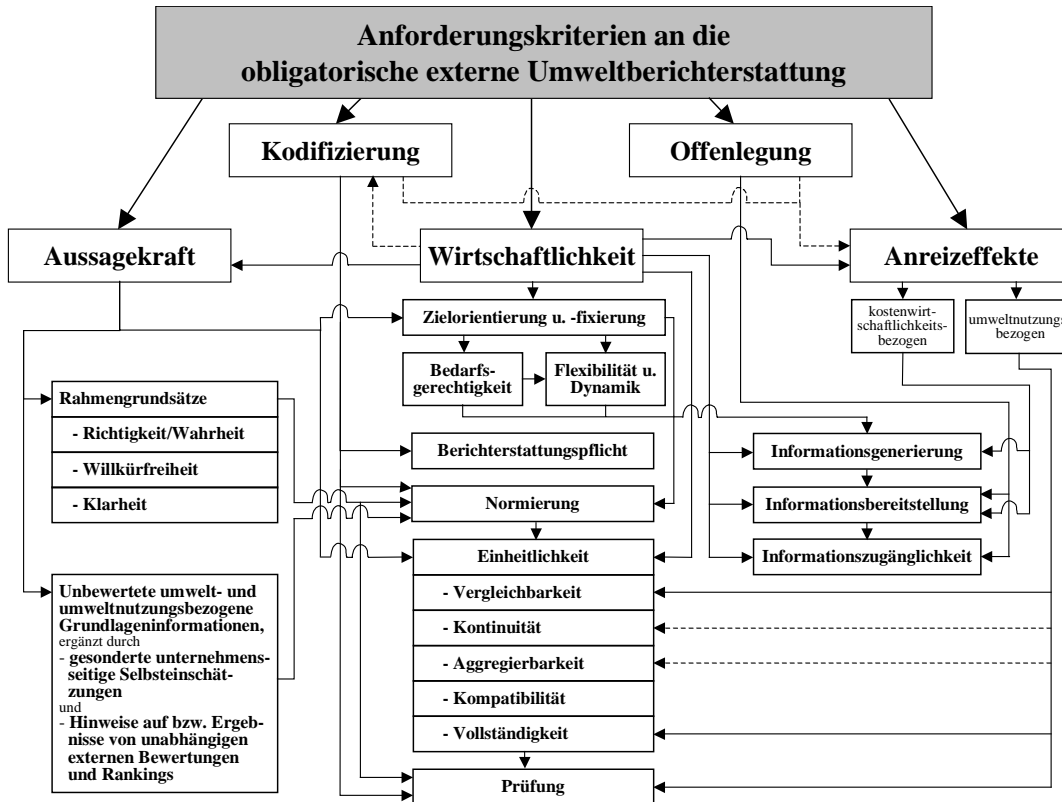 Anforderungskriterien an die
obligatorische externe Umweltberichterstattung
Kodifizierung
Offenlegung
Aussagekraft
Wirtschaftlichkeit
Anreizeffekte
kostenwirt-
schaftlichkeits-
bezogen
umweltnutzungs-
bezogen
Zielorientierung u. -fixierung
Bedarfs-
gerechtigkeit
Flexibilität u.
Dynamik
Rahmengrundsätze
- Richtigkeit/Wahrheit
- Willkürfreiheit
- Klarheit
Berichterstattungspflicht
Normierung
Einheitlichkeit
- Vergleichbarkeit
- Kontinuität
- Aggregierbarkeit
- Kompatibilität
- Vollständigkeit
Prüfung
Informationsgenerierung
Informationsbereitstellung
Informationszugänglichkeit
Unbewertete umwelt- und
umweltnutzungsbezogene
Grundlageninformationen,
ergänzt durch
- gesonderte unternehmens-
seitige Selbsteinschät-
zungen
und
- Hinweise auf bzw. Ergeb-
nisse von unabhängigen
externen Bewertungen
und Rankings